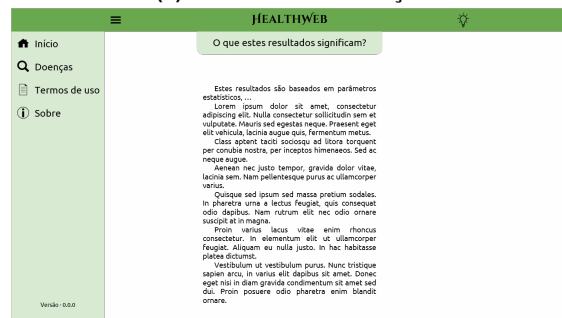 HEALTHWEB
Início
Doenças
Termos de uso
Sobre
Versão - 0.0.0
O que estes resultados significam?
Estes resultados são baseados em parâmetros
estatísticos, ...
Lorem ipsum dolor sit amet, consectetur
adipiscing elit. Nulla consectetur sollicitudin sem et
vulputate. Mauris sed egestas neque. Praesent eget
elit vehicula, lacinia augue quis, fermentum metus.
Class aptent taciti sociosqu ad litora torquent
per conubia nostra, per inceptos himenaeos. Sed ac
neque augue.
Aenean nec justo tempor, gravida dolor vitae,
lacinia sem. Nam pellentesque purus ac ullamcorper
varius.
Quisque sed ipsum sed massa pretium sodales.
In pharetra urna a lectus feugiat, quis consequat
odio dapibus. Nam rutrum elit nec odio ornare
suscipit at in magna.
Proin varius lacus vitae enim rhoncus
consectetur. In elementum elit ut ullamcorper
feugiat. Aliquam eu nulla justo. In hac habitasse
platea dictumst.
Vestibulum ut vestibulum purus. Nunc tristique
sapien arcu, in varius elit dapibus sit amet. Donec
eget nisi in diam gravida condimentum sit amet sed
dui. Proin posuere odio pharetra enim blandit
ornare.